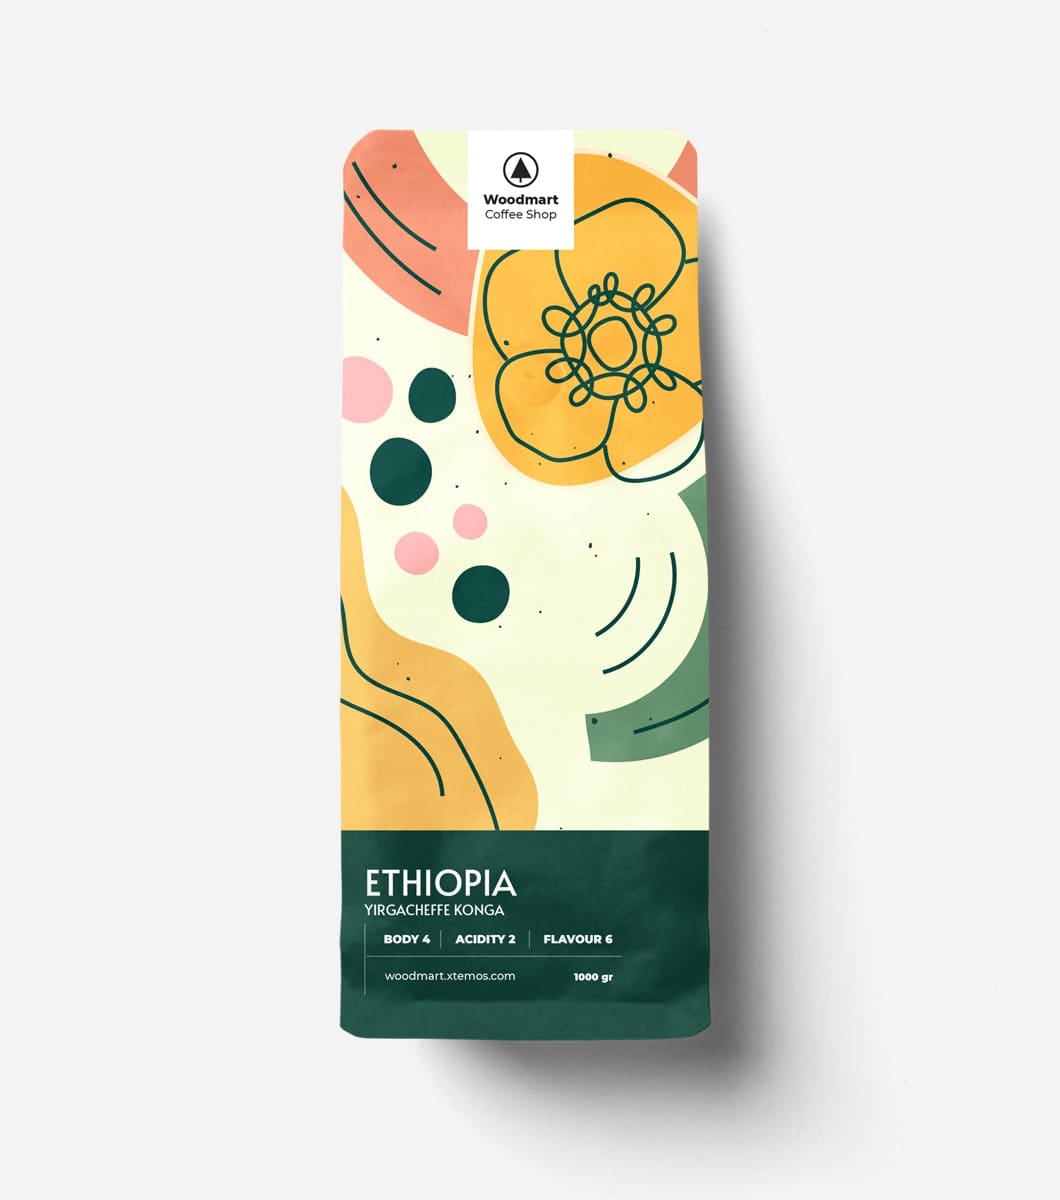 Woodmart
Coffee Shop
ETHIOPIA
YIRGACHEFFE KONGA
BODY 4 ACIDITY 2 FLAVOUR 6
woodmart.xtemos.com 1000 gr